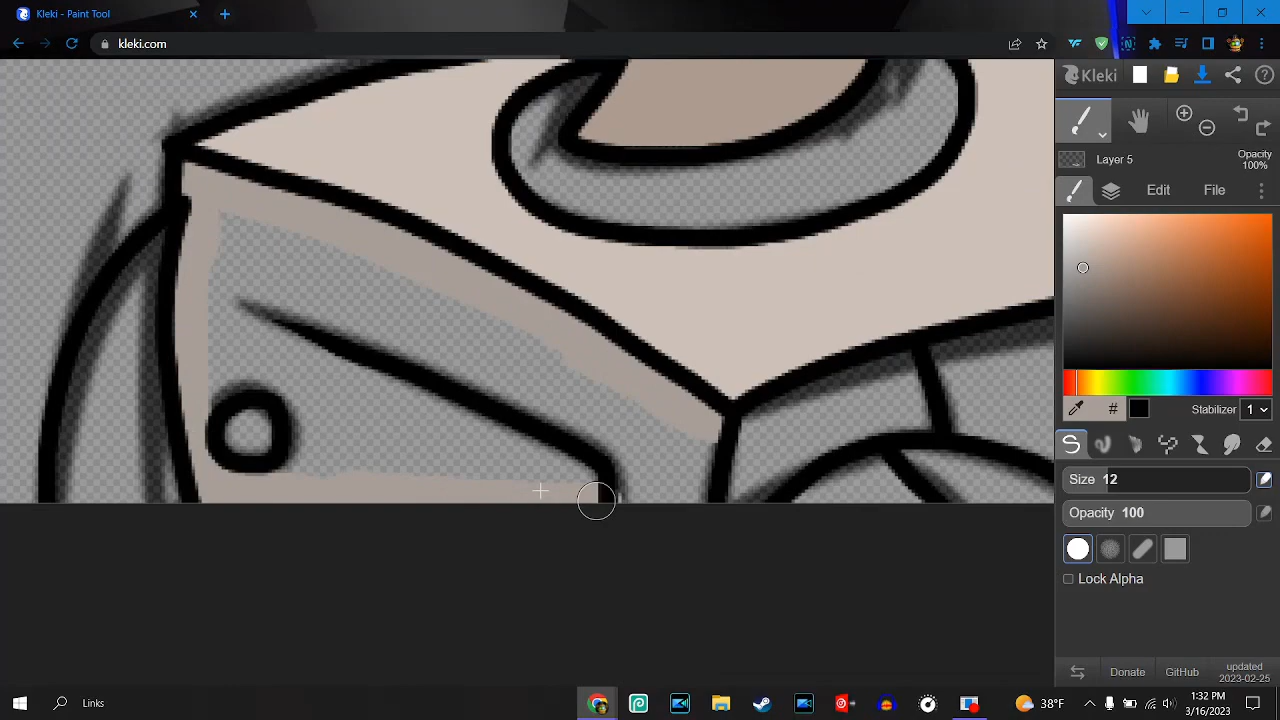 Kleki - Paint Tool
kleki.com
Kleki
Layer 5
Opacity
100%
Edit
File
#
Stabilizer
1
Size 12
Opacity 100
Lock Alpha
Donate
GitHub
updated
2023-02-25
Links
38°F
1:32 PM
3/16/2023